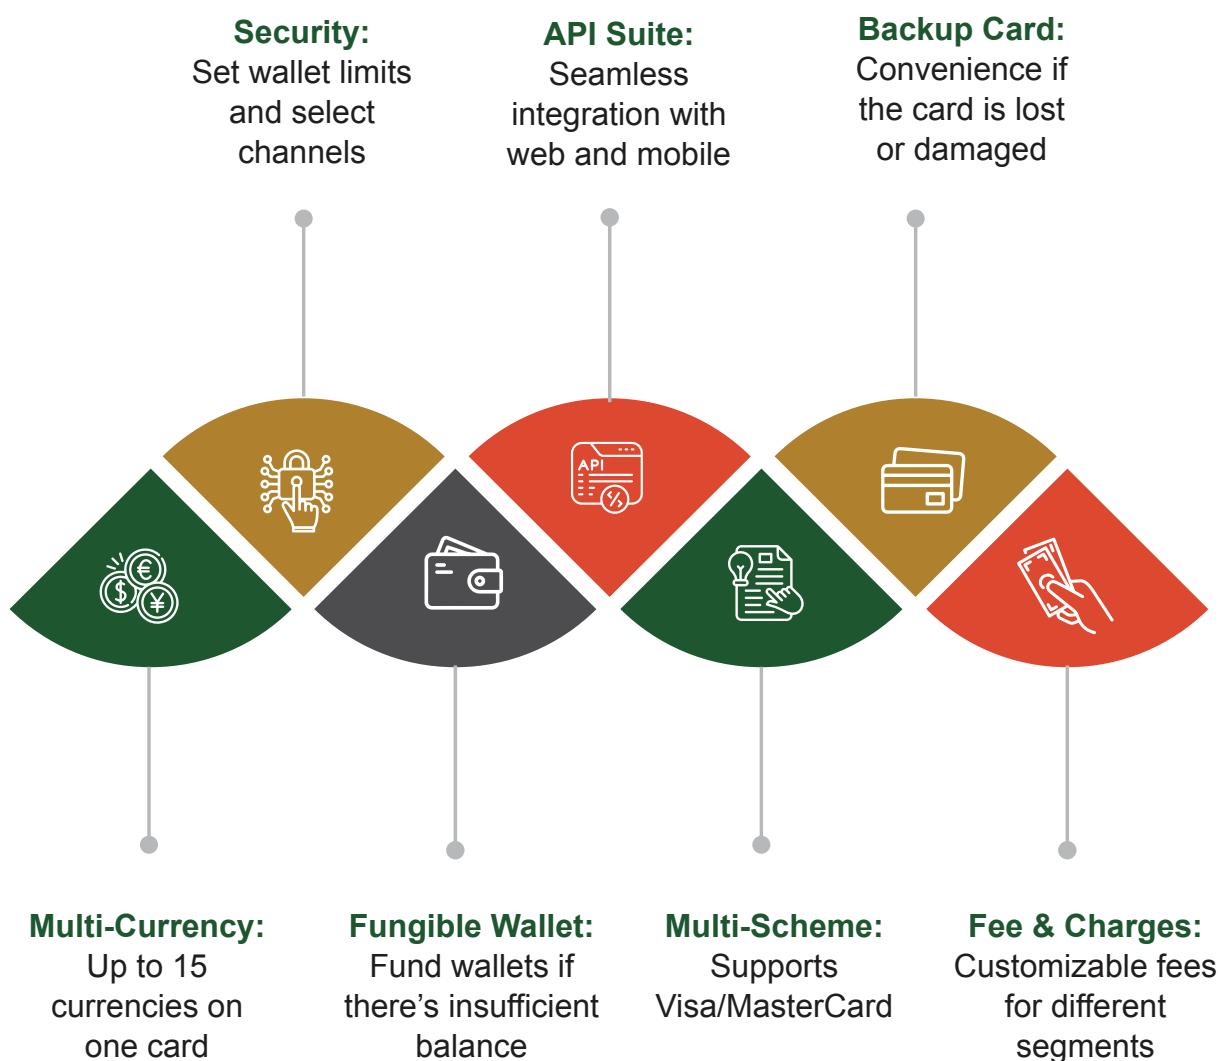 Security:
Set wallet limits
and select
channels
API Suite:
Seamless
integration with
web and mobile
Backup Card:
Convenience if
the card is lost
or damaged
API
$
€
¥
Multi-Currency:
Up to 15
currencies on
one card
Fungible Wallet:
Fund wallets if
there’s insufficient
balance
Multi-Scheme:
Supports
Visa/MasterCard
Fee & Charges:
Customizable fees
for different
segments